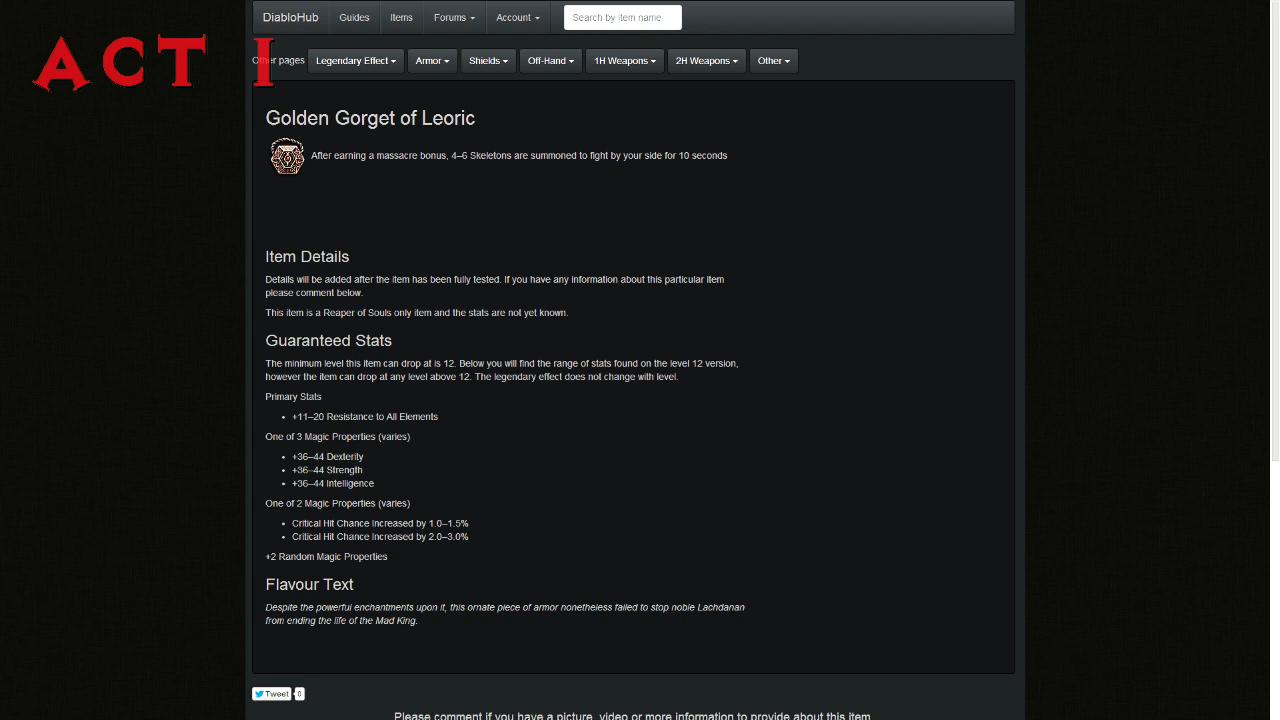 DiabloHub Guides Items Forums Account Search by item name
ACT I
Other pages Legendary Effect Armor Shields Off-Hand 1H Weapons 2H Weapons Other
Golden Gorget of Leoric
After earning a massacre bonus, 4–6 Skeletons are summoned to fight by your side for 10 seconds
Item Details
Details will be added after the item has been fully tested. If you have any information about this particular item
please comment below.
This item is a Reaper of Souls only item and the stats are not yet known.
Guaranteed Stats
The minimum level this item can drop at is 12. Below you will find the range of stats found on the level 12 version,
however the item can drop at any level above 12. The legendary effect does not change with level.
Primary Stats
• +11–20 Resistance to All Elements
One of 3 Magic Properties (varies)
• +36–44 Dexterity
• +36–44 Strength
• +36–44 Intelligence
One of 2 Magic Properties (varies)
• Critical Hit Chance Increased by 1.0–1.5%
• Critical Hit Chance Increased by 2.0–3.0%
+2 Random Magic Properties
Flavour Text
Despite the powerful enchantments upon it, this ornate piece of armor nonetheless failed to stop noble Lachdanan
from ending the life of the Mad King.
Tweet 0
Please comment if you have a picture, video or more information to provide about this item